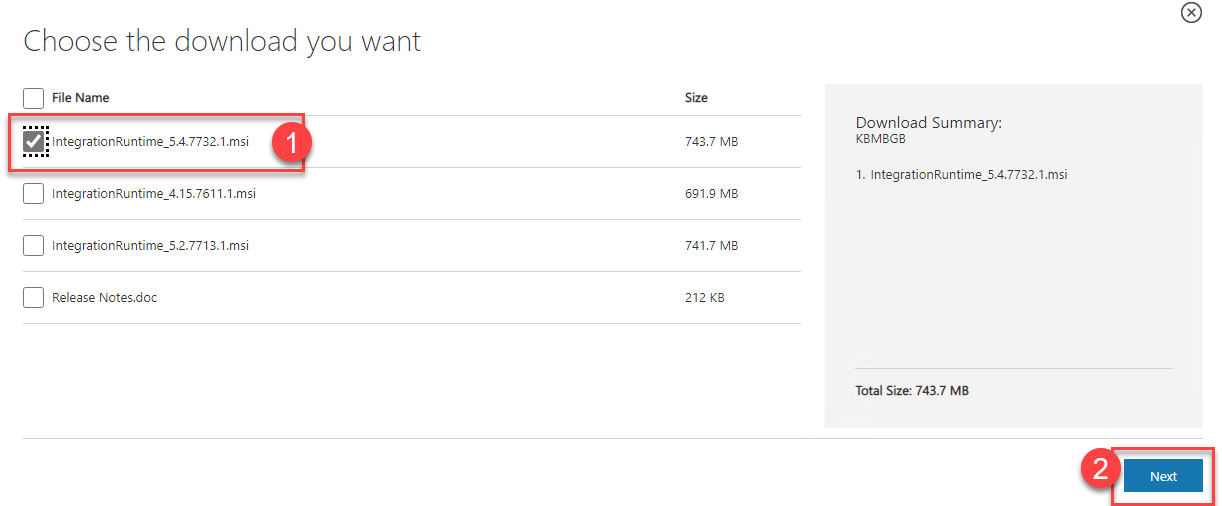 Choose the download you want
File Name Size
IntegrationRuntime_5.4.7732.1.msi 743.7 MB
1
IntegrationRuntime_4.15.7611.1.msi 691.9 MB
IntegrationRuntime_5.2.7713.1.msi 741.7 MB
Release Notes.doc 212 KB
Download Summary:
KBMBGB
1. IntegrationRuntime_5.4.7732.1.msi
Total Size: 743.7 MB
2
Next